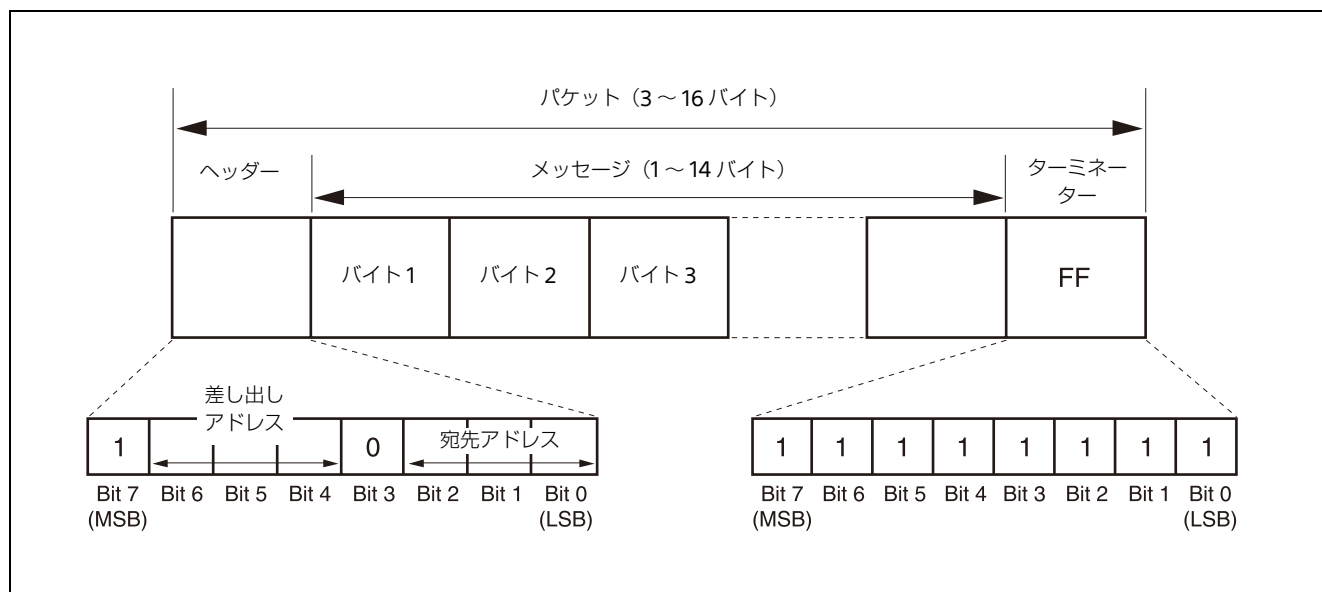 パケット（3～16 バイト）
ヘッダー
メッセージ（1～14 バイト）
ターミネー
ター
バイト1
バイト2
バイト3
FF
差し出し
アドレス
1
0
宛先アドレス
Bit 7 Bit 6 Bit 5 Bit 4 Bit 3 Bit 2 Bit 1 Bit 0
(MSB) (LSB)
1 1 1 1 1 1 1 1
Bit 7 Bit 6 Bit 5 Bit 4 Bit 3 Bit 2 Bit 1 Bit 0
(MSB) (LSB)